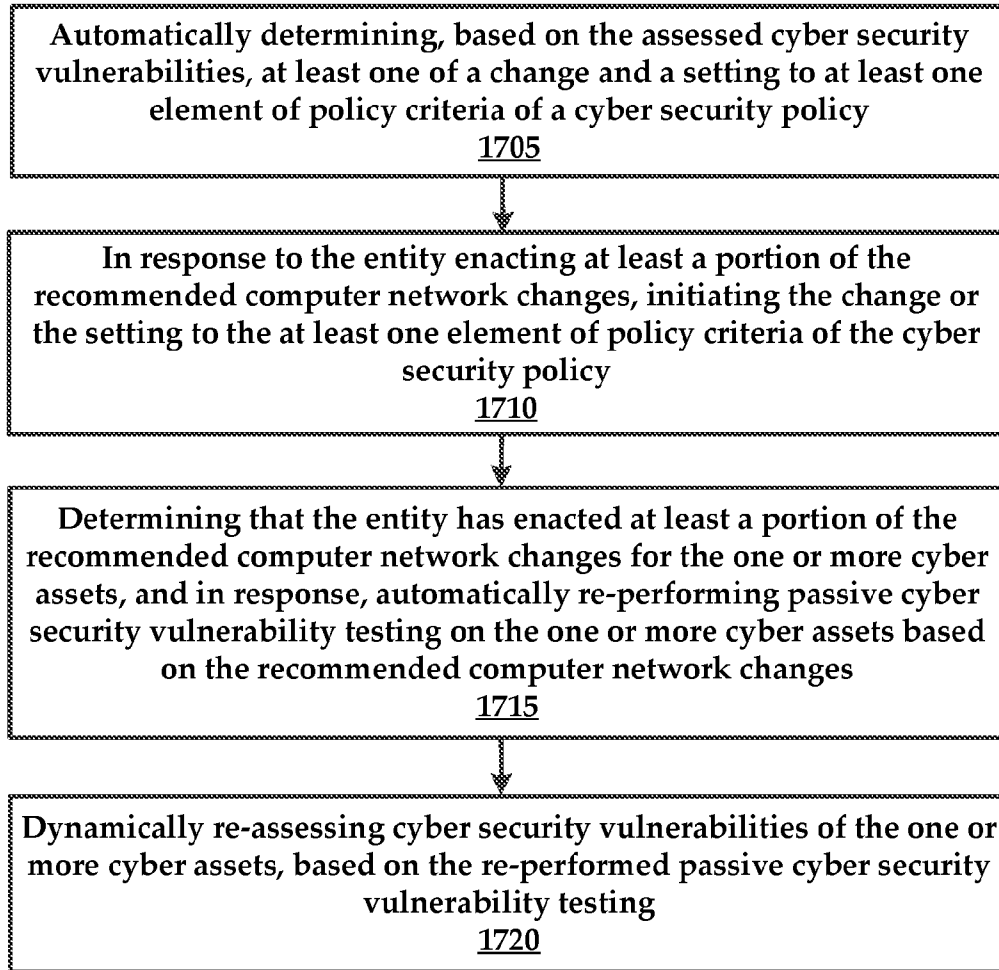 Automatically determining, based on the assessed cyber security
vulnerabilities, at least one of a change and a setting to at least one
element of policy criteria of a cyber security policy
1705
In response to the entity enacting at least a portion of the
recommended computer network changes, initiating the change or
the setting to the at least one element of policy criteria of the cyber
security policy
1710
Determining that the entity has enacted at least a portion of the
recommended computer network changes for the one or more cyber
assets, and in response, automatically re-performing passive cyber
security vulnerability testing on the one or more cyber assets based
on the recommended computer network changes
1715
Dynamically re-assessing cyber security vulnerabilities of the one or
more cyber assets, based on the re-performed passive cyber security
vulnerability testing
1720